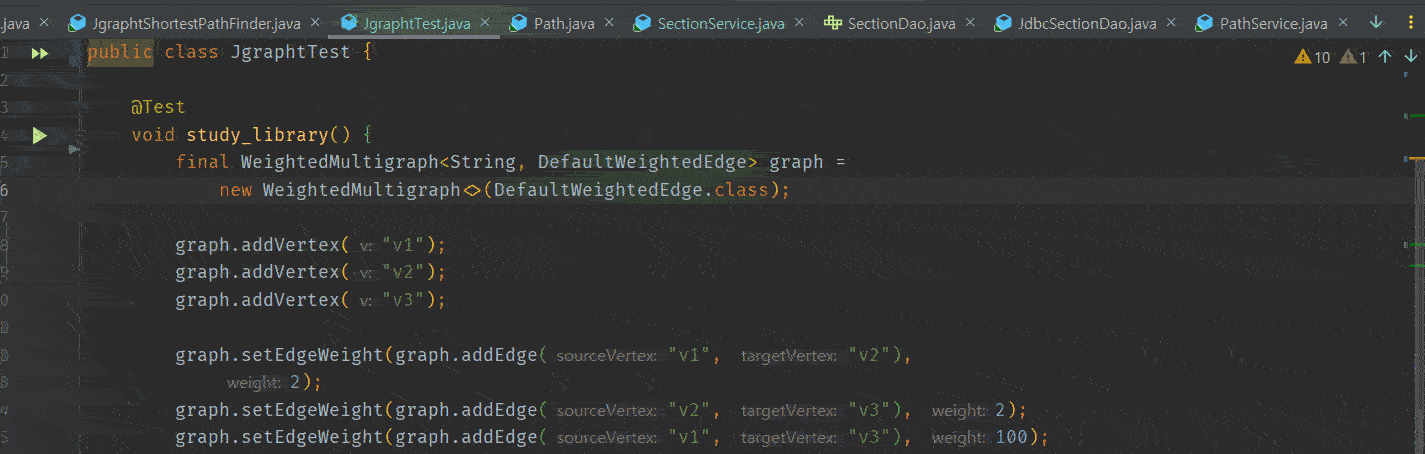 .java × JgraphtShortestPathFinder.java × JgraphtTest.java × Path.java × SectionService.java × SectionDao.java × JdbcSectionDao.java × PathService.java ×
1 public class JgraphtTest { 10 1
2
3 @Test
4 void study_library() {
5 final WeightedMultigraph<String, DefaultWeightedEdge> graph =
6 new WeightedMultigraph<>(DefaultWeightedEdge.class);
7
8 graph.addVertex( v: "v1");
9 graph.addVertex( v: "v2");
0 graph.addVertex( v: "v3");
graph.setEdgeWeight(graph.addEdge( sourceVertex: "v1", targetVertex: "v2"),
weight: 2);
4 graph.setEdgeWeight(graph.addEdge( sourceVertex: "v2", targetVertex: "v3"), weight: 2);
5 graph.setEdgeWeight(graph.addEdge( sourceVertex: "v1", targetVertex: "v3"), weight: 100);